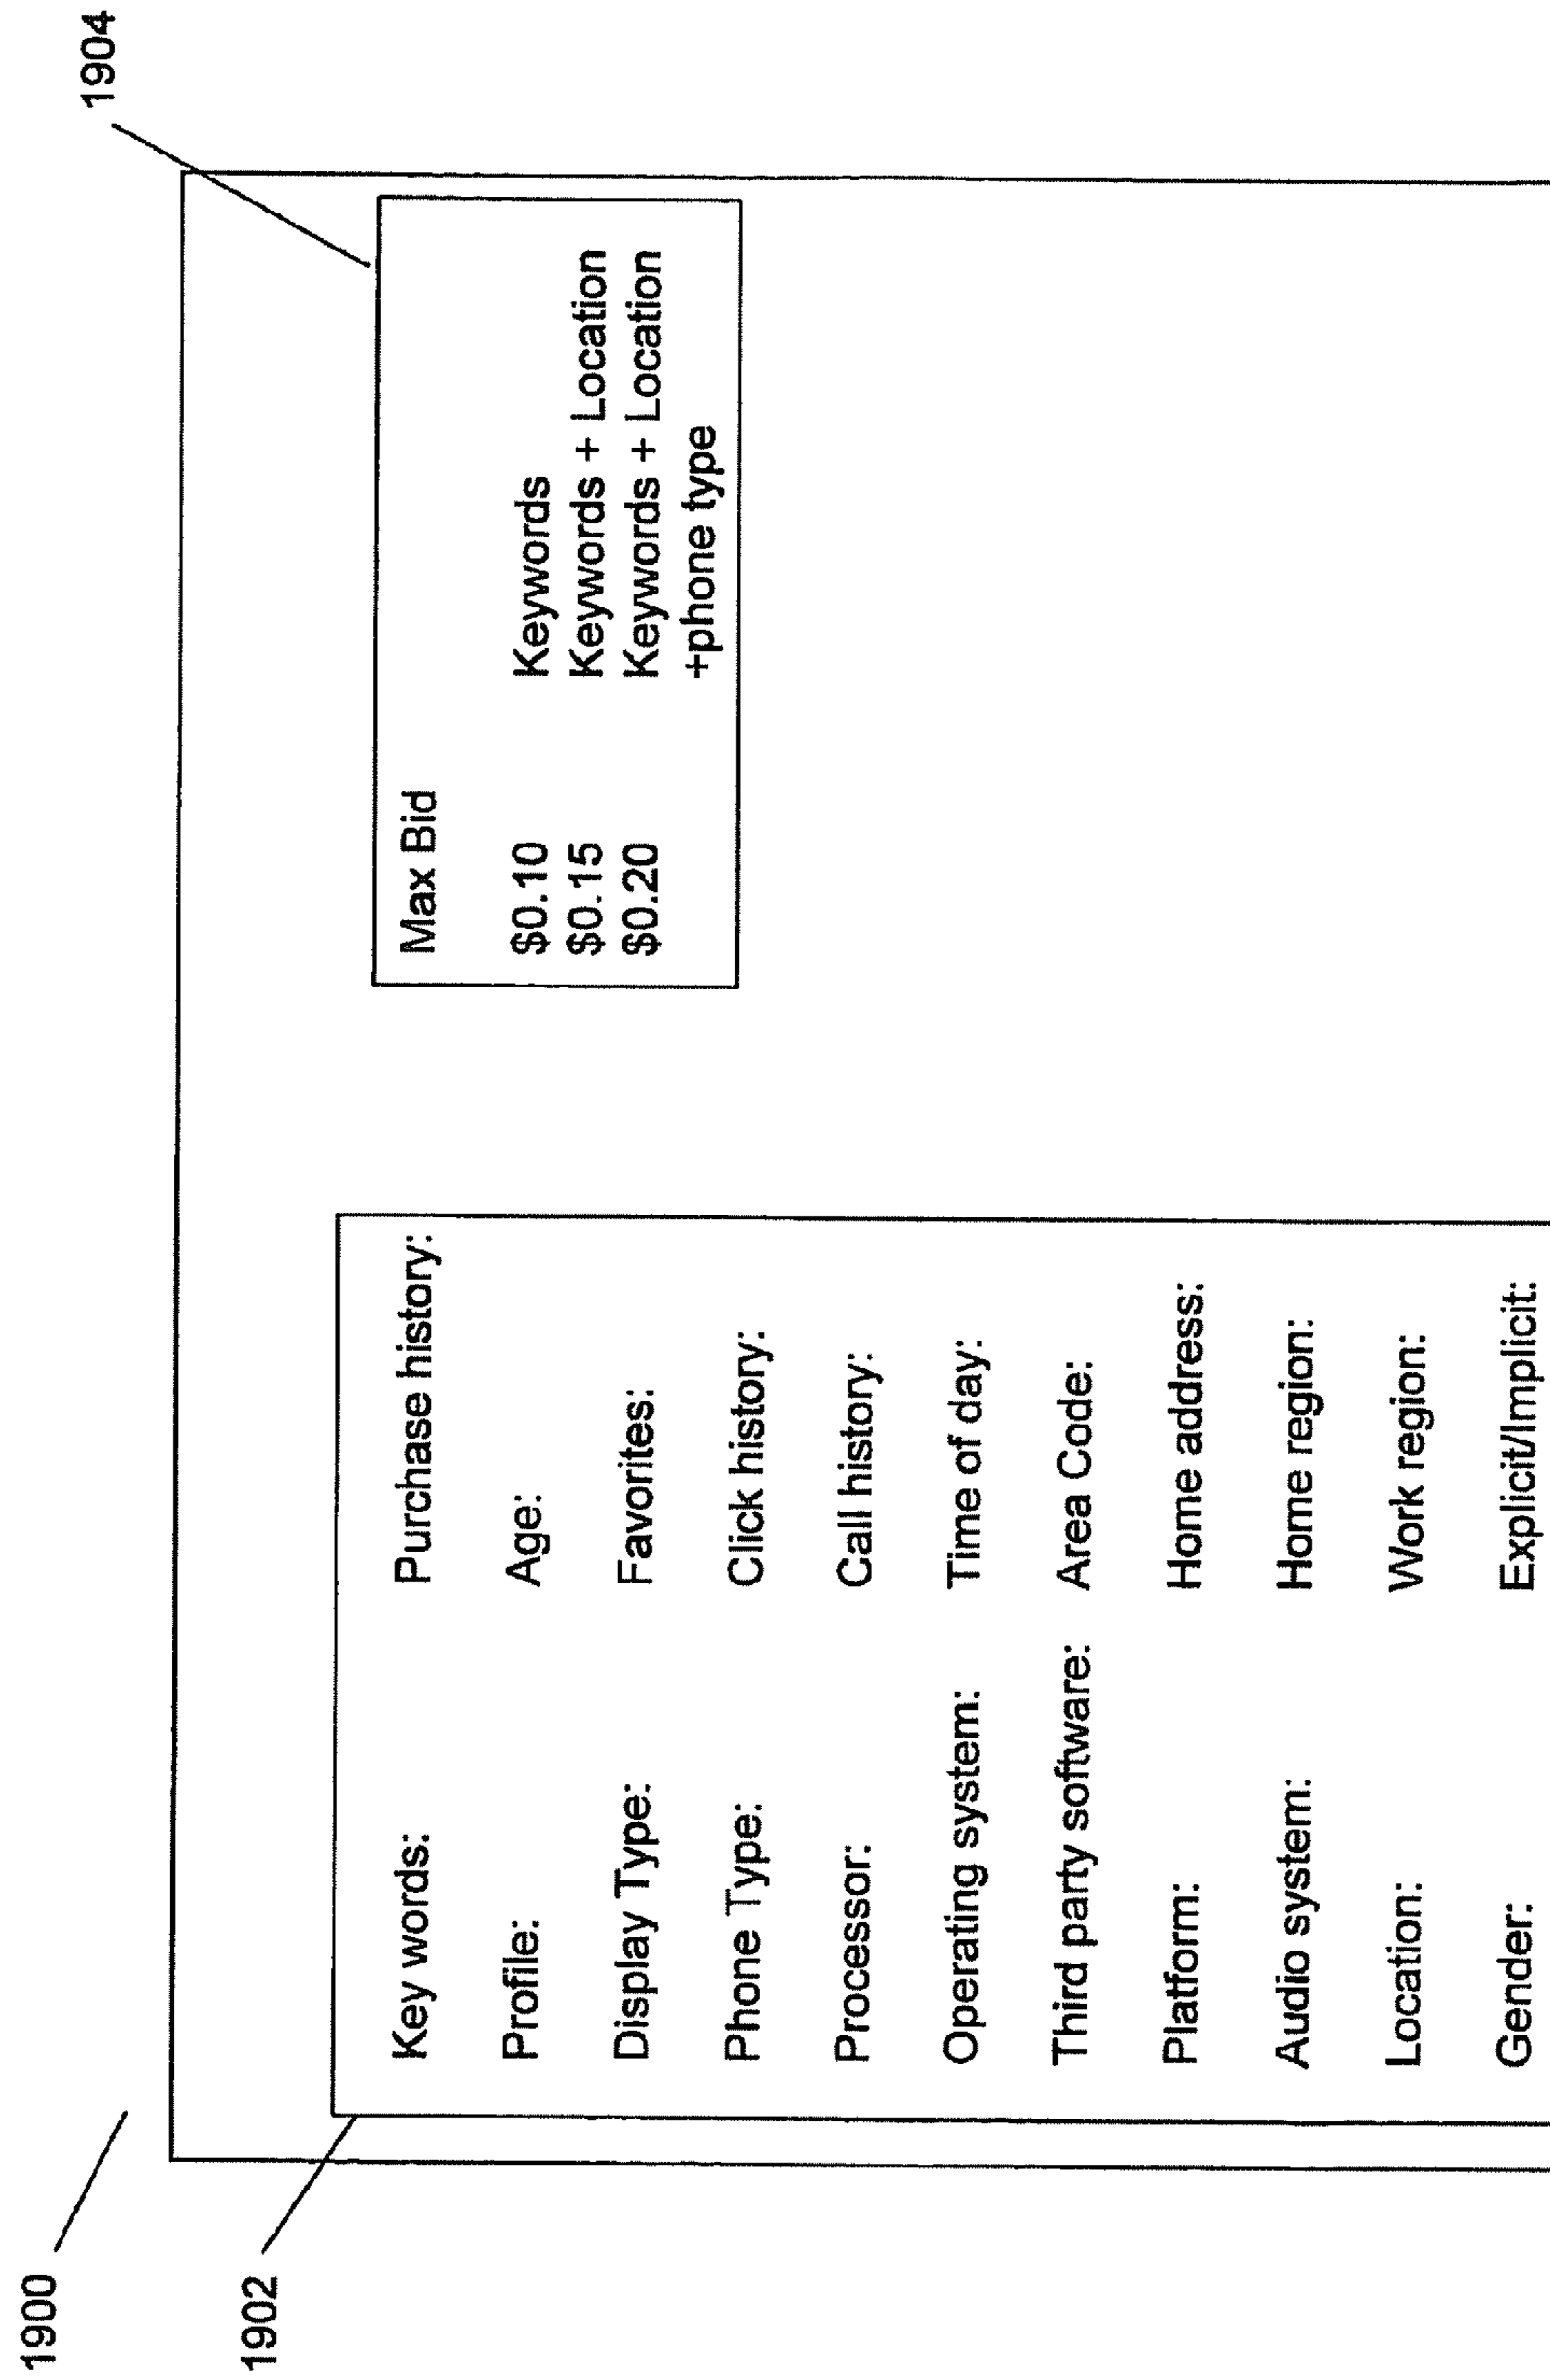 1900
1902
1904
Key words:
Purchase history:
Profile:
Age:
Display Type:
Favorites:
Phone Type:
Click history:
Processor:
Call history:
Operating system:
Time of day:
Third party software:
Area Code:
Platform:
Home address:
Audio system:
Home region:
Location:
Work region:
Gender:
Explicit/Implicit:
Max Bid
$0.10 Keywords
$0.15 Keywords + Location
$0.20 Keywords + Location
+phone type